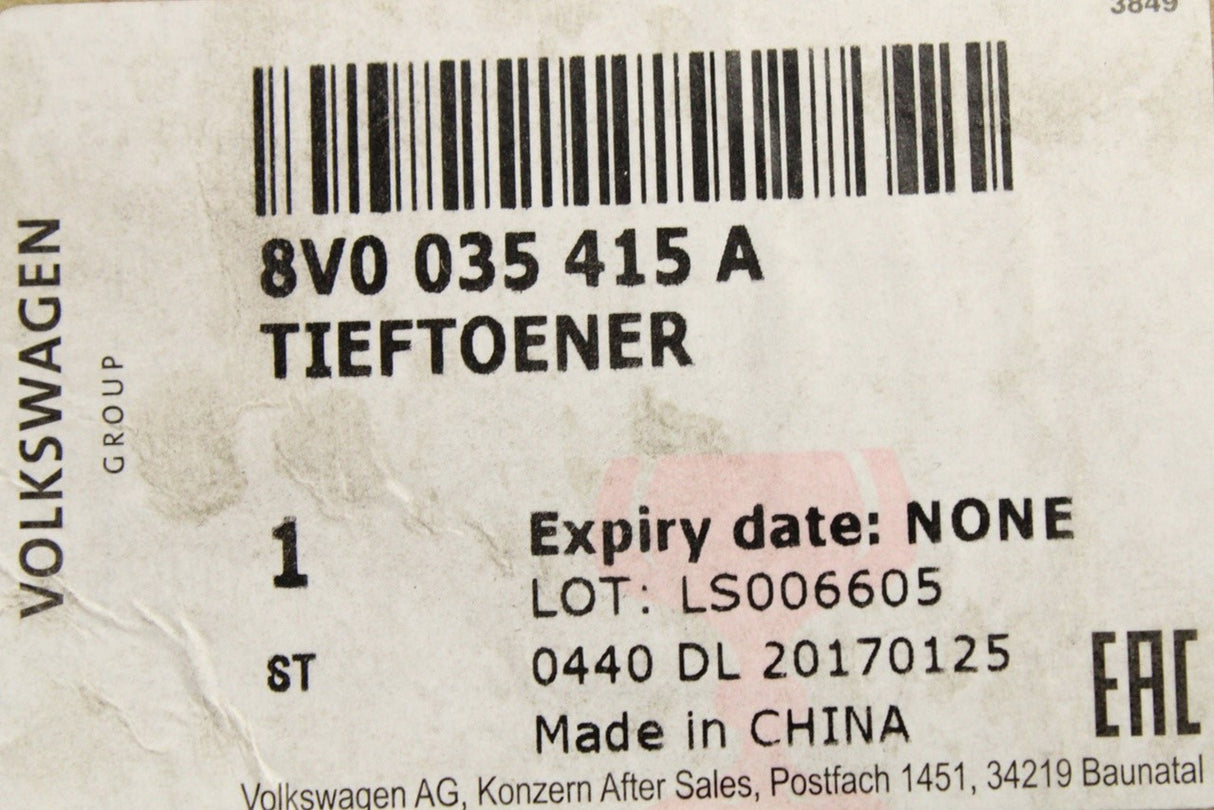 3849
8V0 035 415 A
TIEFTOENER
VOLKSWAGEN
GROUP
1
Expiry date: NONE
LOT: LS006605
ST
0440 DL 20170125
EAC
Made in CHINA
Volkswagen AG, Konzern After Sales, Postfach 1451, 34219 Baunatal